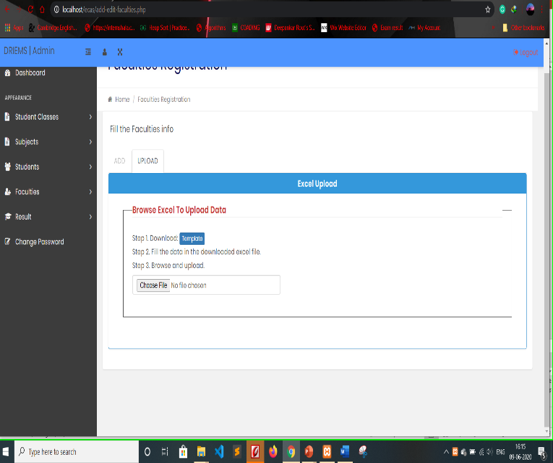 localhost/esas/add-edit-faculties.php
DRIEMS | Admin
Logout
Faculties Registration
Dashboard
Home / Faculties Registration
APPEARANCE
Student Classes
Subjects
Students
Faculties
Result
Change Password
Fill the Faculties info
ADD UPLOAD
Excel Upload
Browse Excel To Upload Data
Step 1. Download: Template
Step 2. Fill the data in the downloaded excel file.
Step 3. Browse and upload.
Choose File No file chosen
Type here to search
ENG
16:15
09-06-2020